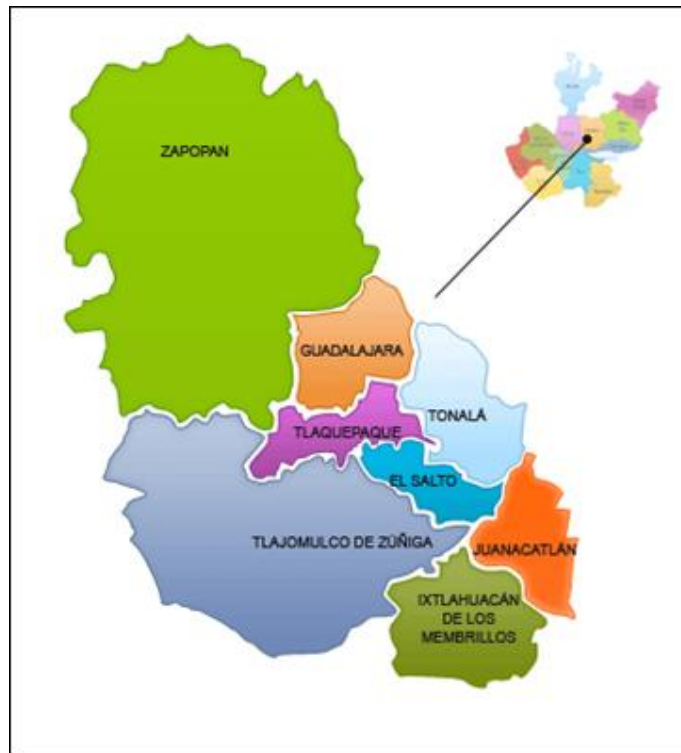 ZAPOPAN
GUADALAJARA
TONALÁ
TLAQUEPAQUE
EL SALTO
TLAJOMULCO DE ZÚÑIGA
JUANACATLÁN
IXTLAHUACÁN
DE LOS
MEMBRILLOS